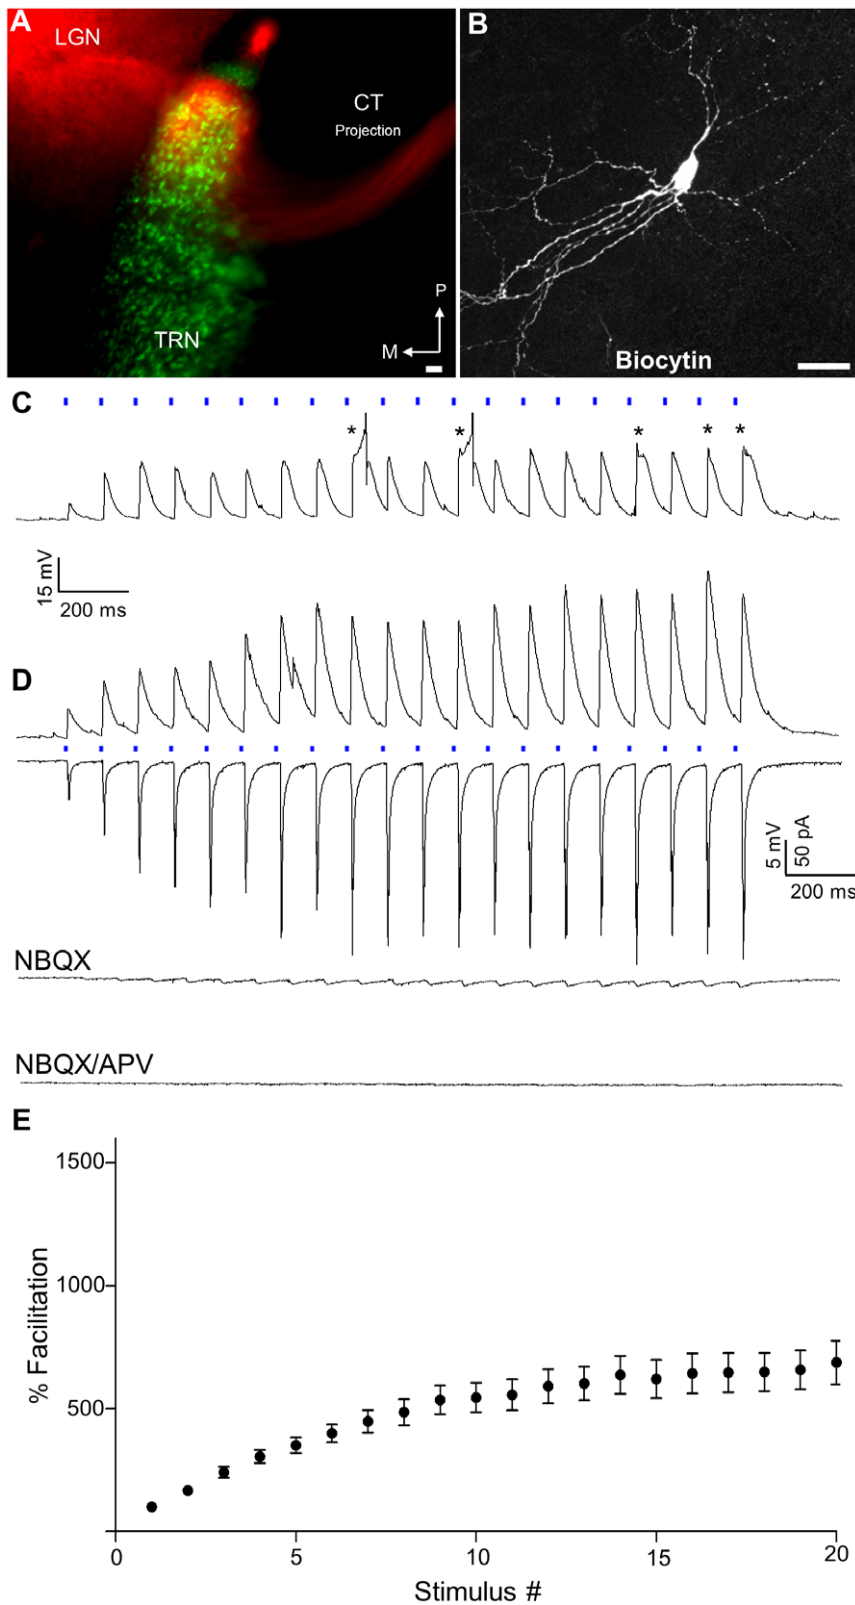 A
LGN
CT
Projection
P
M
TRN
B
Biocytin
C
* * * * *
15 mV
200 ms
D
5 mV
50 pA
200 ms
NBQX
NBQX/APV
E
1500
1000
500
% Facilitation
0 5 10 15 20
Stimulus #